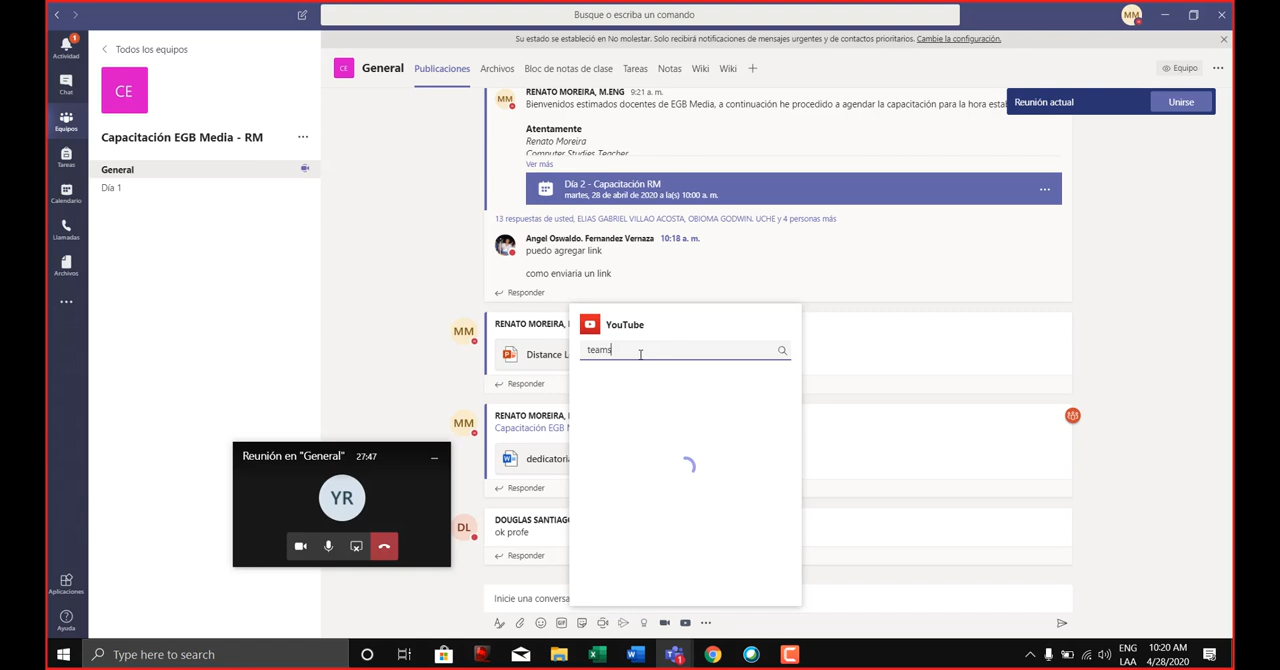 Busque o escriba un comando
MM
Su estado se estableció en No molestar. Solo recibirá notificaciones de mensajes urgentes y de contactos prioritarios. Cambie la configuración.
1
Actividad
Chat
Equipos
Tareas
Calendario
Llamadas
Archivos
Aplicaciones
Ayuda
Todos los equipos
CE
Capacitación EGB Media - RM
General
Día 1
CE
General
Publicaciones
Archivos
Bloc de notas de clase
Tareas
Notas
Wiki
Wiki
Equipo
Reunión actual
Unirse
MM
RENATO MOREIRA, M.ENG 9:21 a. m.
Bienvenidos estimados docentes de EGB Media, a continuación he procedido a agendar la capacitación para la hora esta
Atentamente
Renato Moreira
Computer Studies Teacher
Ver más
Día 2 - Capacitación RM
martes, 28 de abril de 2020 a la(s) 10:00 a. m.
13 respuestas de usted, ELIAS GABRIEL VILLAO ACOSTA, OBIOMA GODWIN. UCHE y 4 personas más
Angel Oswaldo. Fernandez Vernaza 10:18 a. m.
puedo agregar link
como enviaria un link
Responder
MM
RENATO MOREIRA,
Distance L
Responder
MM
RENATO MOREIRA,
Capacitación EGB
dedicatori
Responder
DL
DOUGLAS SANTIAG
ok profe
Responder
Inicie una conversa
YouTube
teams
Reunión en "General" 27:47
YR
Type here to search
1
ENG
LAA
10:20 AM
4/28/2020